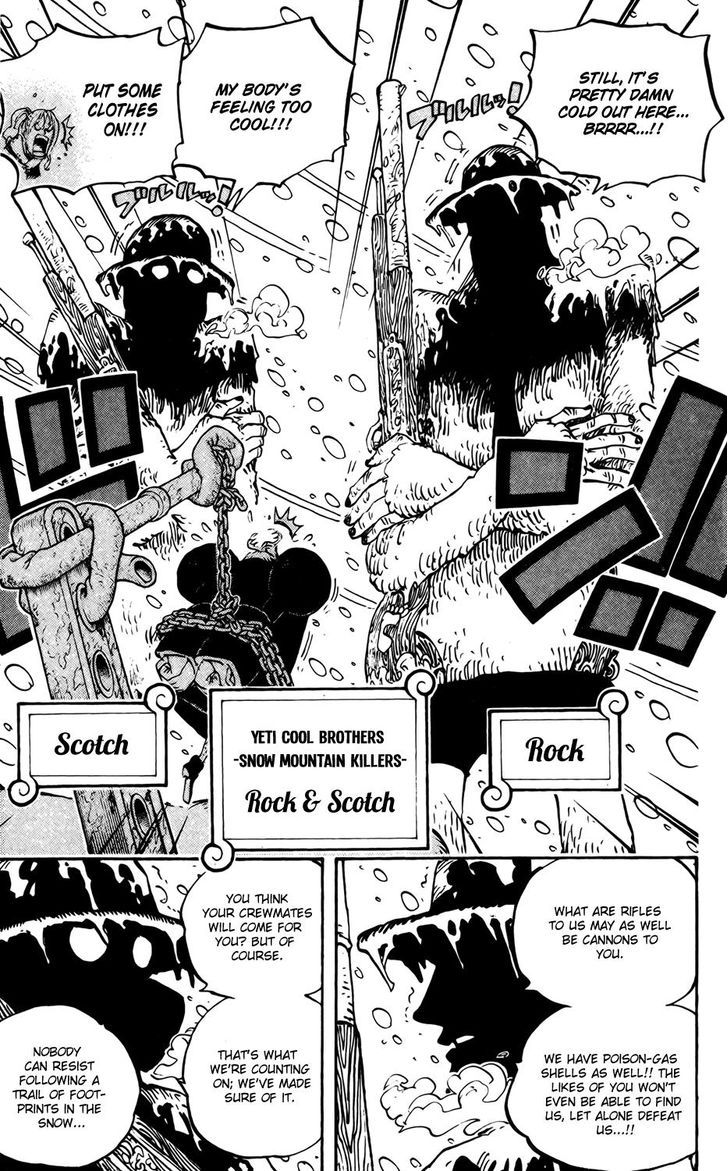 STILL, IT'S
PRETTY DAMN
COLD OUT HERE...
BRRRR...!!
ブルルルッ!
MY BODY'S
FEELING TOO
COOL!!!
PUT SOME
CLOTHES
ON!!!
ブルルルッ!
Rock
YETI COOL BROTHERS
-SNOW MOUNTAIN KILLERS-
Rock & Scotch
Scotch
WHAT ARE RIFLES
TO US MAY AS WELL
BE CANNONS TO
YOU.
WE HAVE POISON-GAS
SHELLS AS WELL!! THE
LIKES OF YOU WON'T
EVEN BE ABLE TO FIND
US, LET ALONE DEFEAT
US...!!
YOU THINK
YOUR CREWMATES
WILL COME FOR
YOU? BUT OF
COURSE.
THAT'S WHAT
WE'RE COUNTING
ON; WE'VE MADE
SURE OF IT.
NOBODY
CAN RESIST
FOLLOWING A
TRAIL OF FOOT-
PRINTS IN THE
SNOW...